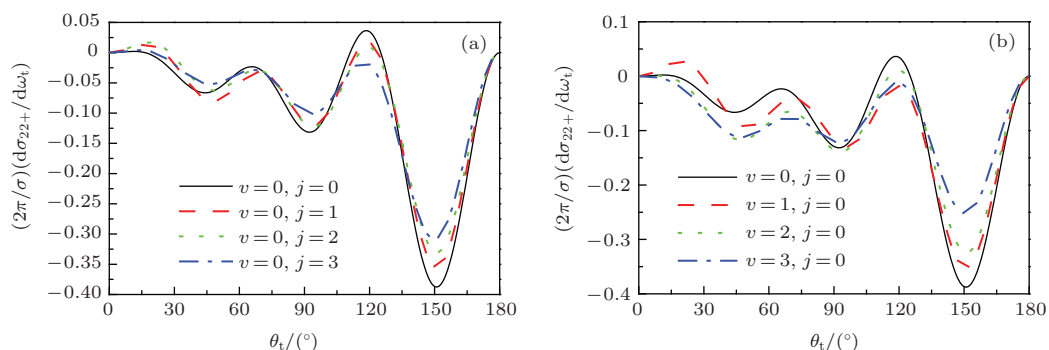 (a)
0.05
0
−0.05
−0.10
−0.15
−0.20
−0.25
−0.30
−0.35
−0.40
(2π/σ)(dσ22+/dωt)
v=0, j=0
v=0, j=1
v=0, j=2
v=0, j=3
0 30 60 90 120 150 180
θt/(°)
(b)
0.1
0
−0.1
−0.2
−0.3
−0.4
(2π/σ)(dσ22+/dωt)
v=0, j=0
v=1, j=0
v=2, j=0
v=3, j=0
0 30 60 90 120 150 180
θt/(°)